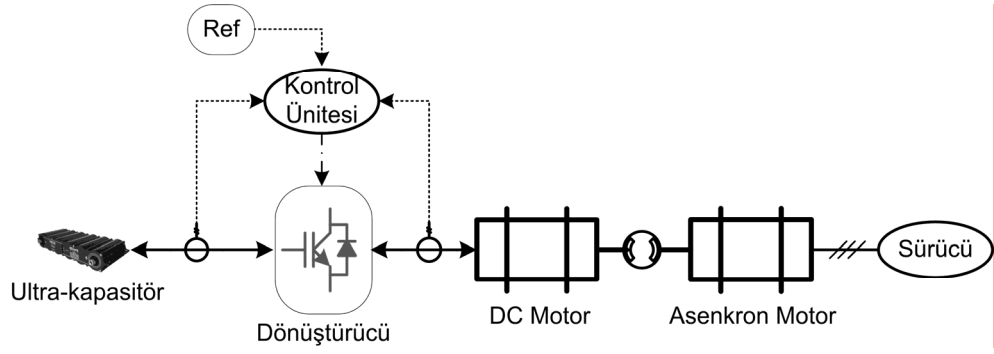 Ref
Kontrol
Ünitesi
Sürücü
Ultra-kapasitör
DC Motor
Asenkron Motor
Dönüştürücü